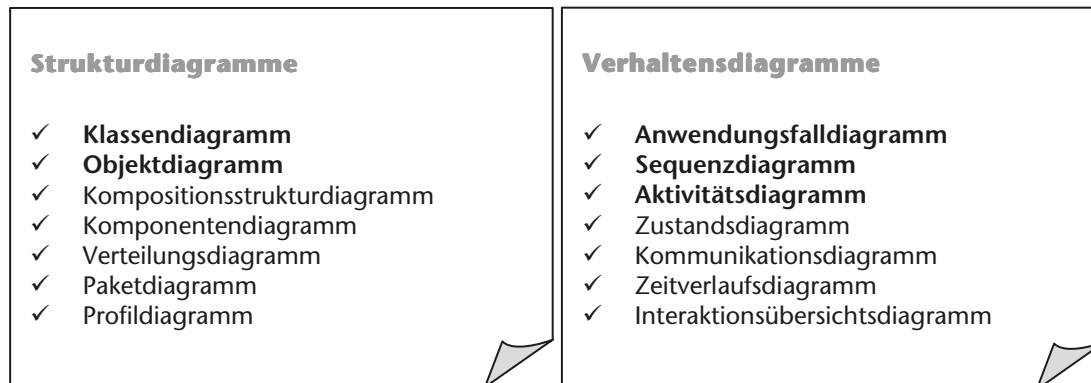 Strukturdiagramme
✓ Klassendiagramm
✓ Objektdiagramm
✓ Kompositionsstrukturdiagramm
✓ Komponentendiagramm
✓ Verteilungsdiagramm
✓ Paketdiagramm
✓ Profildiagramm
Verhaltensdiagramme
✓ Anwendungsfalldiagramm
✓ Sequenzdiagramm
✓ Aktivitätsdiagramm
✓ Zustandsdiagramm
✓ Kommunikationsdiagramm
✓ Zeitverlaufsdiagramm
✓ Interaktionsübersichtsdiagramm